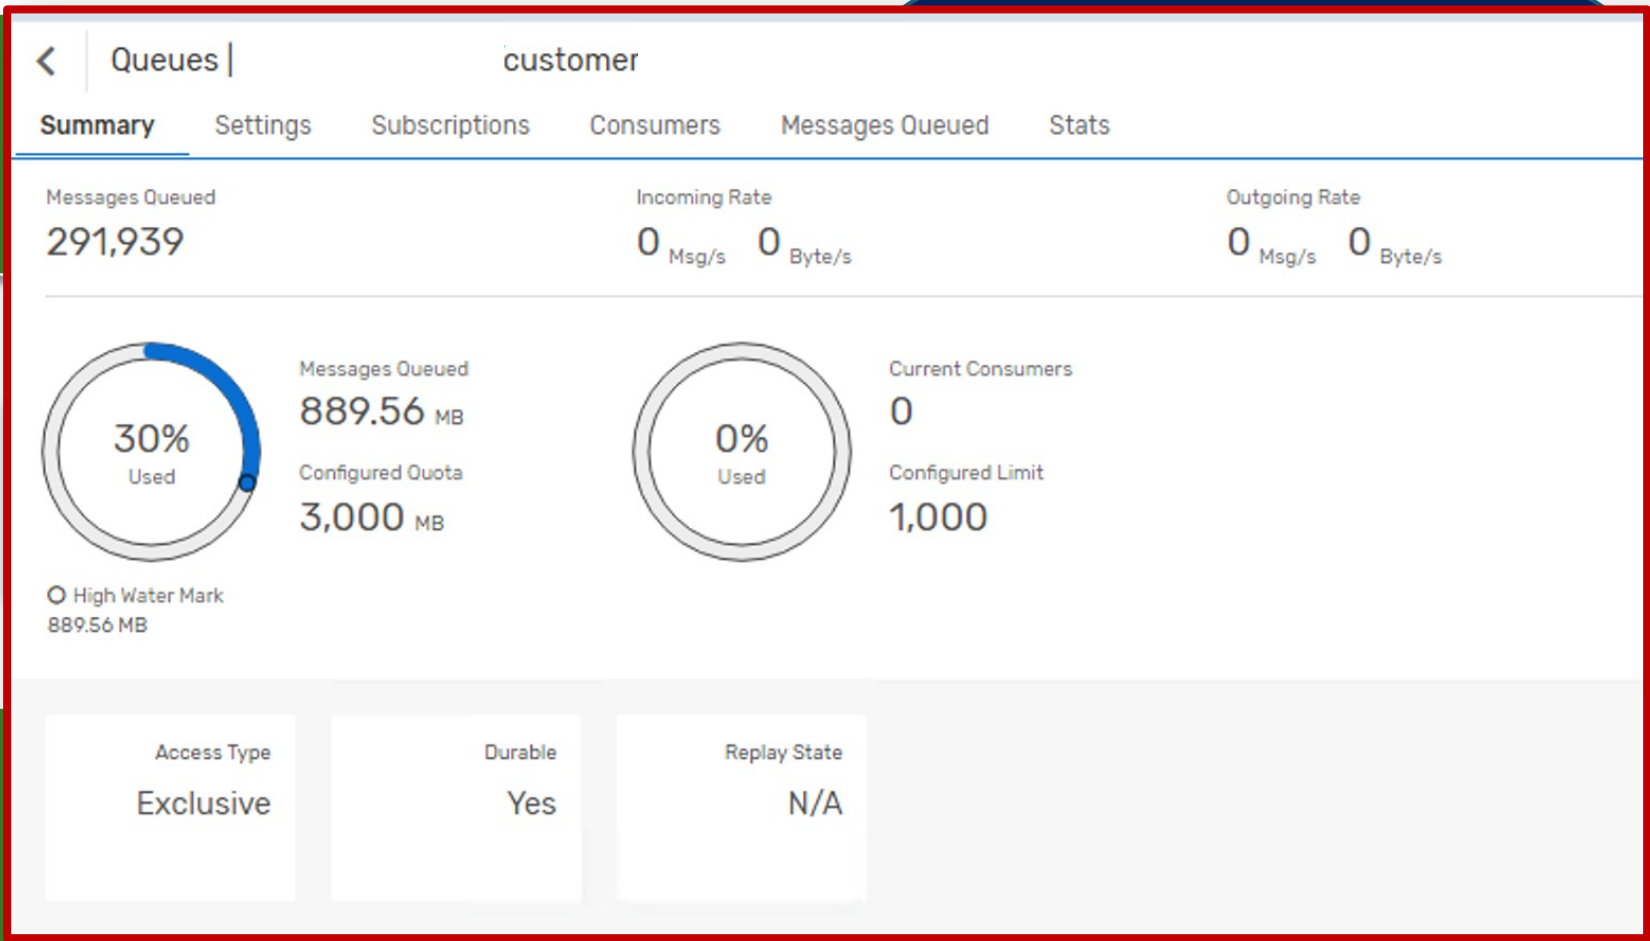 Queues | customer
Summary Settings Subscriptions Consumers Messages Queued Stats
Messages Queued
291,939
Incoming Rate
0 Msg/s 0 Byte/s
Outgoing Rate
0 Msg/s 0 Byte/s
30%
Used
Messages Queued
889.56 MB
Configured Quota
3,000 MB
High Water Mark
889.56 MB
0%
Used
Current Consumers
0
Configured Limit
1,000
Access Type
Exclusive
Durable
Yes
Replay State
N/A